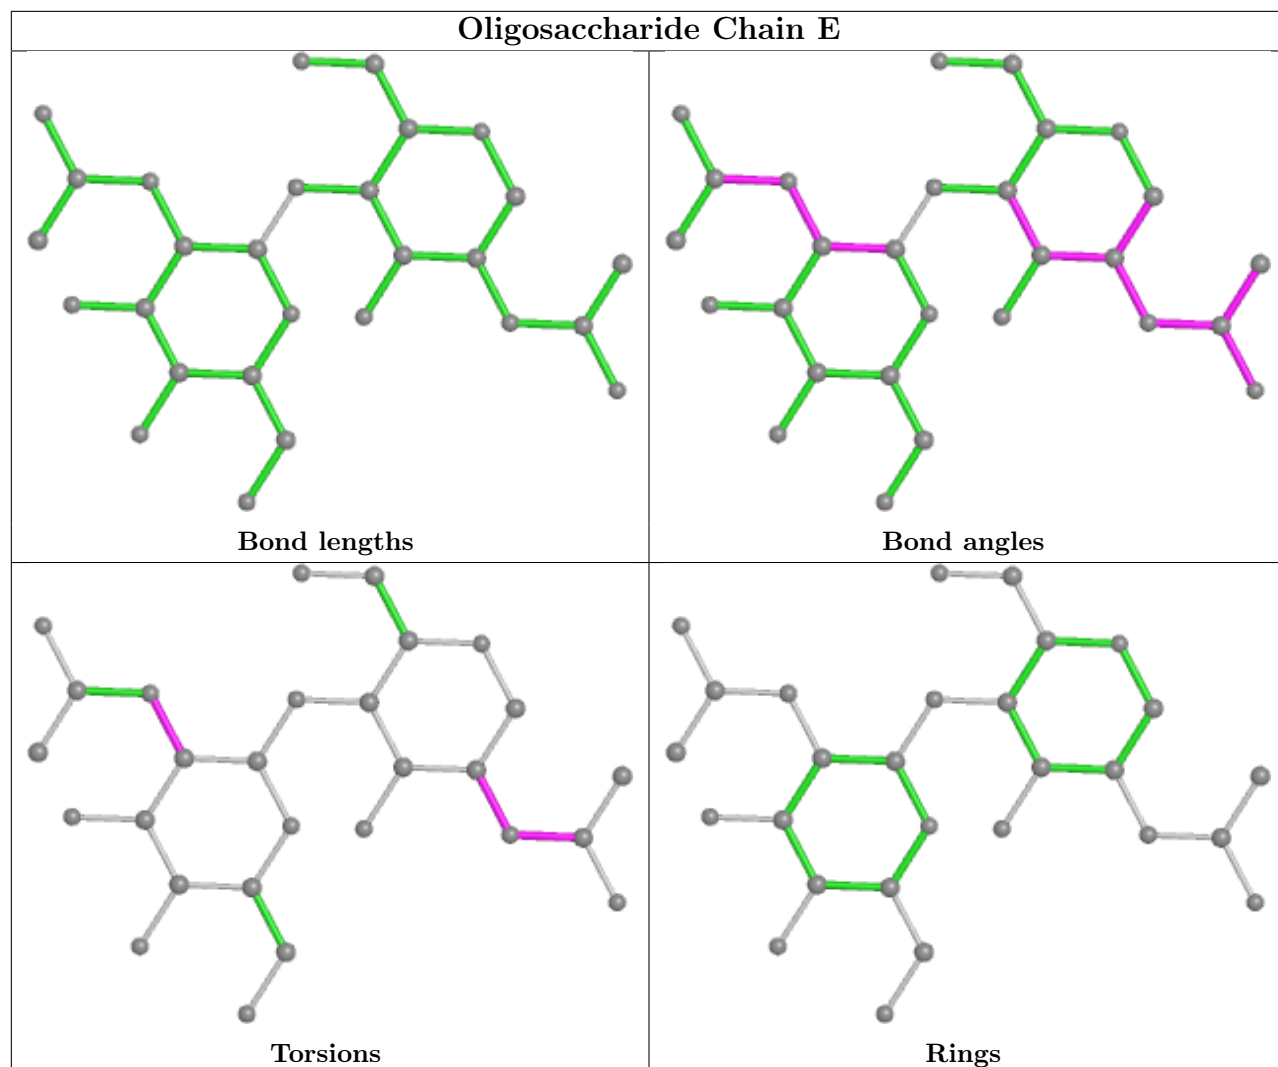 Oligosaccharide Chain E
Bond lengths
Bond angles
Torsions
Rings